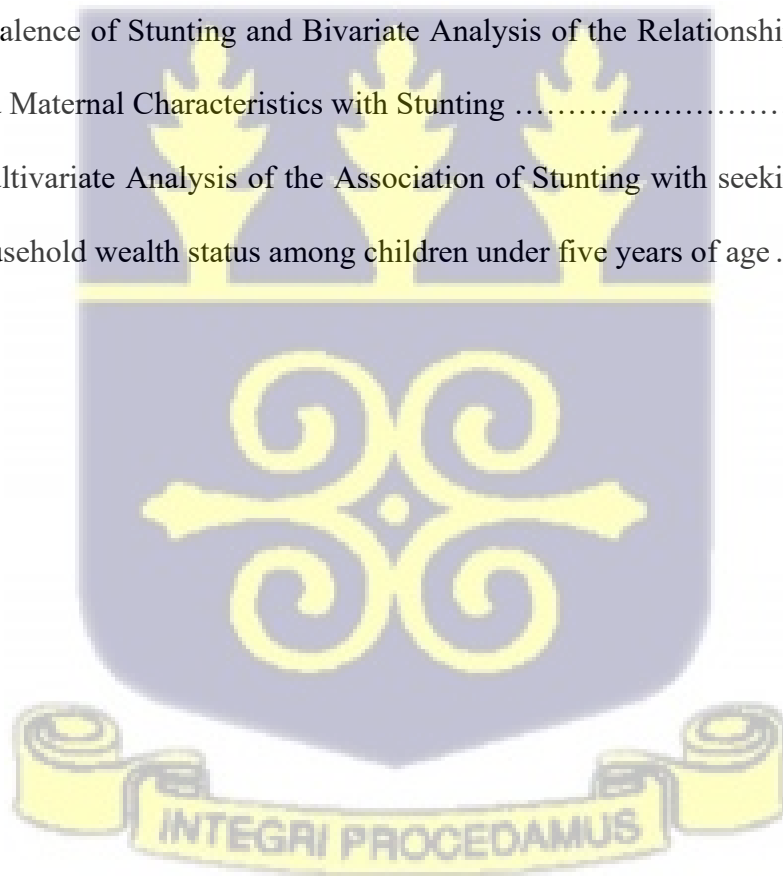 alence of Stunting and Bivariate Analysis of the Relationshi
Maternal Characteristics with Stunting ………………………
ltivariate Analysis of the Association of Stunting with seeki
sehold wealth status among children under five years of age .
INTEGRI PROCEDAMUS